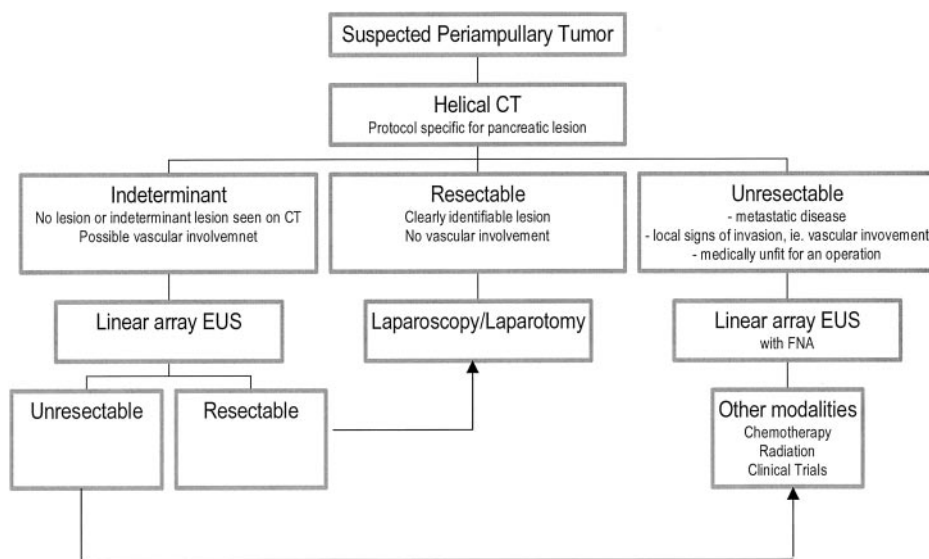 Suspected Periampullary Tumor
Helical CT
Protocol specific for pancreatic lesion
Indeterminant
No lesion or indeterminant lesion seen on CT
Possible vascular involvemnet
Resectable
Clearly identifiable lesion
No vascular involvement
Unresectable
- metastatic disease
- local signs of invasion, ie. vascular invovement
- medically unfit for an operation
Linear array EUS
Laparoscopy/Laparotomy
Linear array EUS
with FNA
Unresectable
Resectable
Other modalities
Chemotherapy
Radiation
Clinical Trials